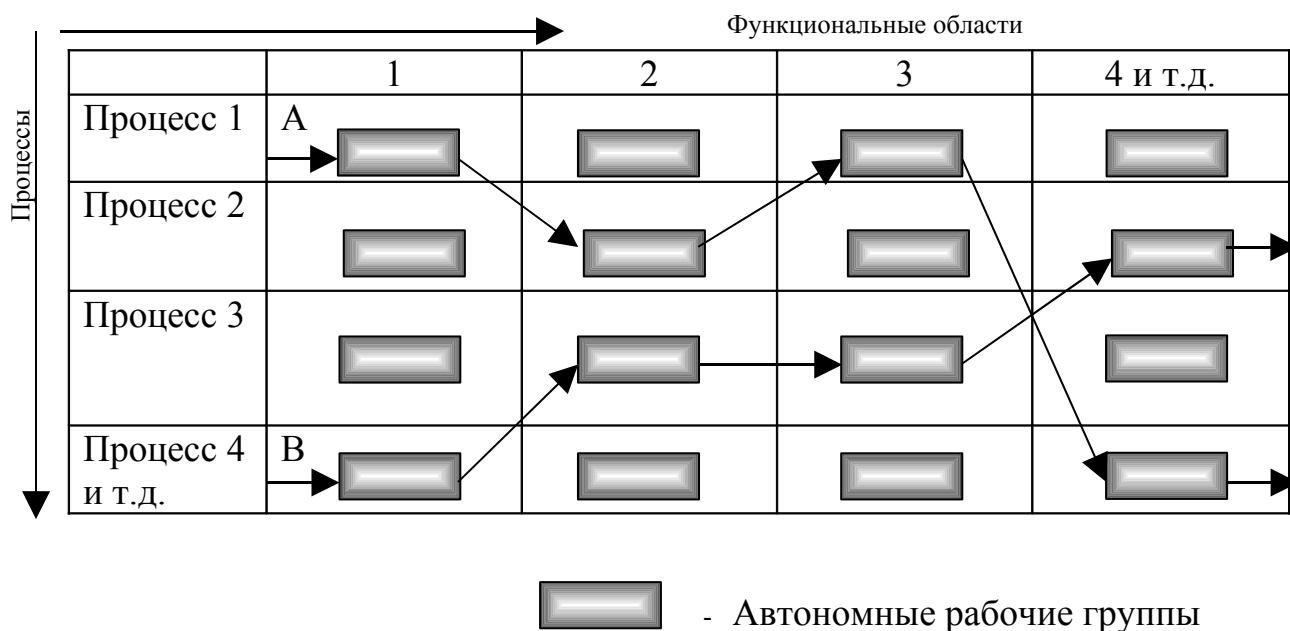 Функциональные области
Процессы
1 2 3 4 и т.д.
Процесс 1 А
Процесс 2
Процесс 3
Процесс 4 В
и т.д.
- Автономные рабочие группы